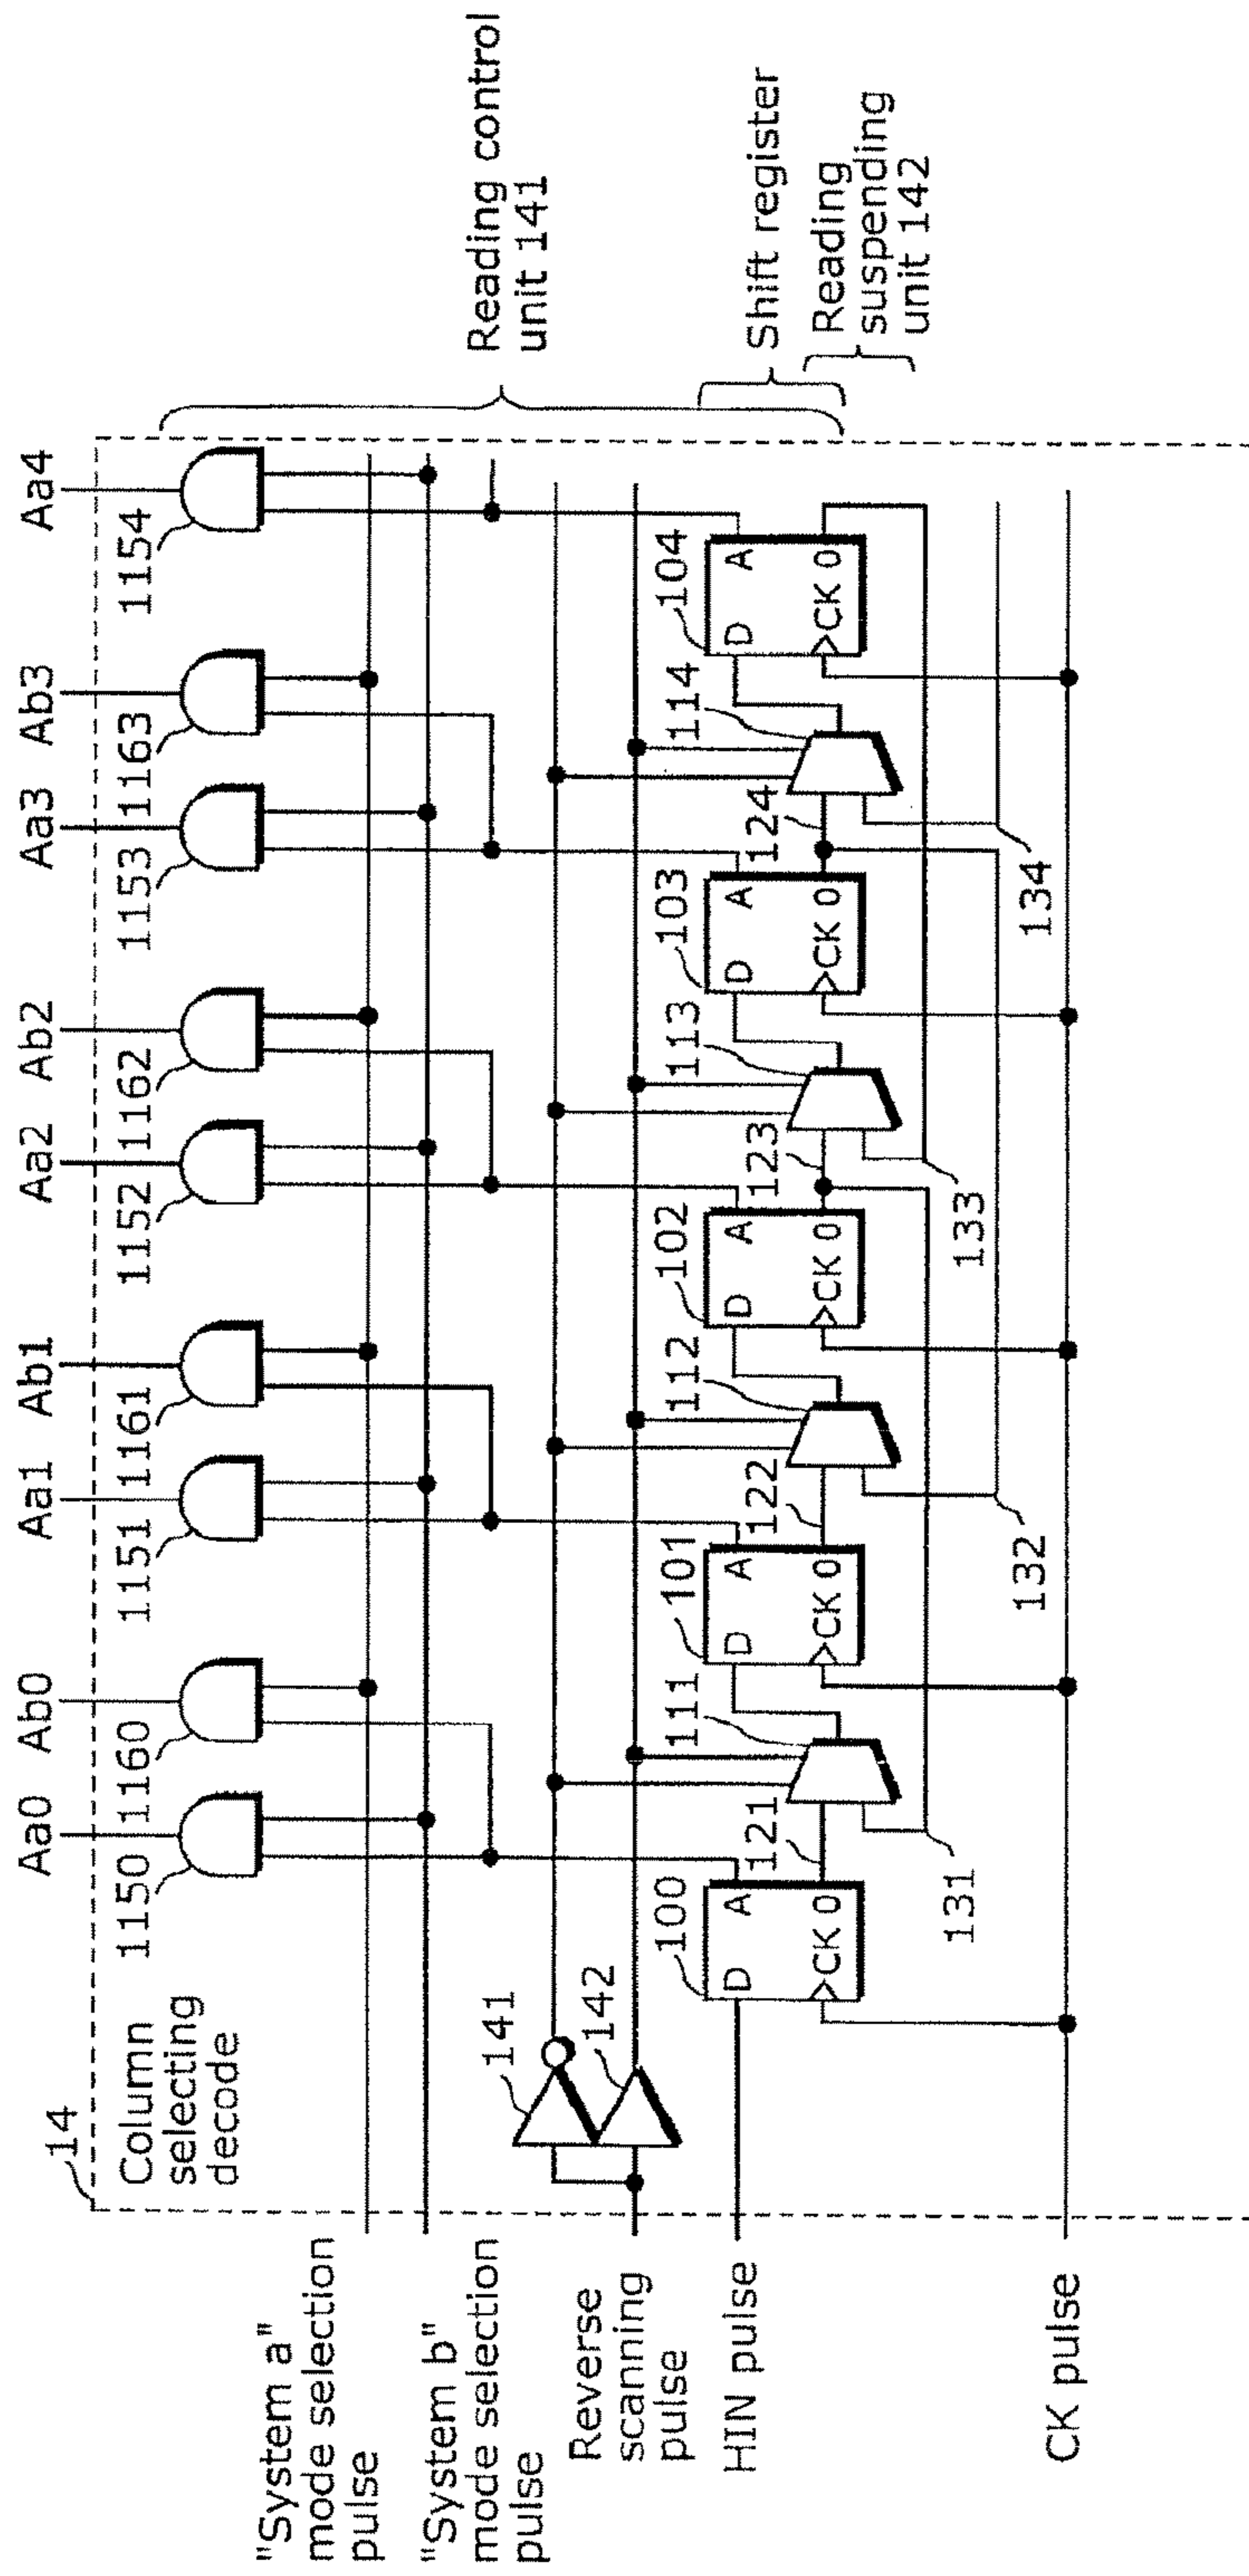 Aa0 Ab0 Aa1 Ab1 Aa2 Ab2 Aa3 Ab3 Aa4
14
1150 1160 1151 1161 1152 1162 1153 1163 1154
Column
selecting
decode
"System a"
mode selection
pulse
"System b"
mode selection
pulse
Reading control
unit 141
141
142
Reverse
scanning
pulse
HIN pulse
100 111 101 112 102 113 103 114 104
D A D A D A D A D A
CK 0 CK 0 CK 0 CK 0 CK 0
121 122 123 124
Shift register
Reading
suspending
unit 142
131 132 133 134
CK pulse